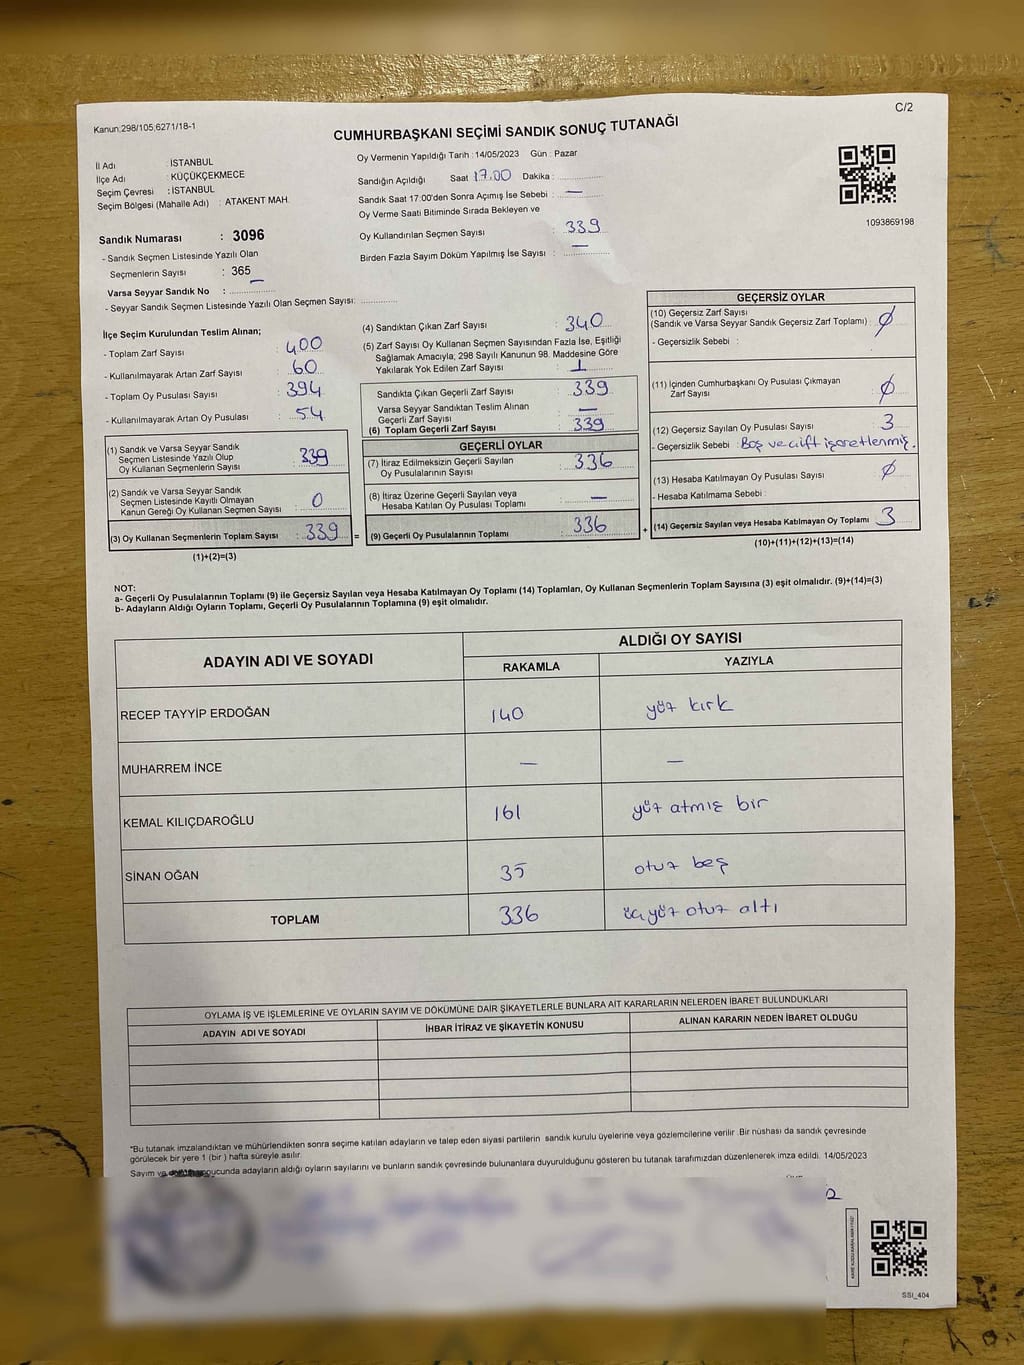 C/2
Kanun:298/105;6271/18-1
CUMHURBAŞKANI SEÇİMİ SANDIK SONUÇ TUTANAĞI
İl Adı : İSTANBUL
İlçe Adı : KÜÇÜKÇEKMECE
Seçim Çevresi : İSTANBUL
Seçim Bölgesi (Mahalle Adı) : ATAKENT MAH.
Sandık Numarası : 3096
- Sandık Seçmen Listesinde Yazılı Olan
Seçmenlerin Sayısı : 365
Varsa Seyyar Sandık No : —
- Seyyar Sandık Seçmen Listesinde Yazılı Olan Seçmen Sayısı:
Oy Vermenin Yapıldığı Tarih : 14/05/2023 Gün : Pazar
Sandığın Açıldığı Saat 17.00 Dakika :
Sandık Saat 17:00'den Sonra Açımış İse Sebebi : —
Oy Verme Saati Bitiminde Sırada Bekleyen ve
Oy Kullandırılan Seçmen Sayısı : 339
Birden Fazla Sayım Döküm Yapılmış İse Sayısı : —
1093869198
İlçe Seçim Kurulundan Teslim Alınan;
- Toplam Zarf Sayısı : 400
- Kullanılmayarak Artan Zarf Sayısı : 60
- Toplam Oy Pusulası Sayısı : 394
- Kullanılmayarak Artan Oy Pusulası : 54
(1) Sandık ve Varsa Seyyar Sandık
Seçmen Listesinde Yazılı Olup
Oy Kullanan Seçmenlerin Sayısı : 339
(2) Sandık ve Varsa Seyyar Sandık
Seçmen Listesinde Kayıtlı Olmayan
Kanun Gereği Oy Kullanan Seçmen Sayısı : 0
(3) Oy Kullanan Seçmenlerin Toplam Sayısı : 339 =
(1)+(2)=(3)
(4) Sandıktan Çıkan Zarf Sayısı : 340
(5) Zarf Sayısı Oy Kullanan Seçmen Sayısından Fazla İse, Eşitliği
Sağlamak Amacıyla; 298 Sayılı Kanunun 98. Maddesine Göre
Yakılarak Yok Edilen Zarf Sayısı : 1
Sandıkta Çıkan Geçerli Zarf Sayısı : 339
Varsa Seyyar Sandıktan Teslim Alınan
Geçerli Zarf Sayısı : —
(6) Toplam Geçerli Zarf Sayısı : 339
GEÇERLİ OYLAR
(7) İtiraz Edilmeksizin Geçerli Sayılan
Oy Pusulalarının Sayısı : 336
(8) İtiraz Üzerine Geçerli Sayılan veya
Hesaba Katılan Oy Pusulası Toplamı : —
(9) Geçerli Oy Pusulalarının Toplamı : 336 +
GEÇERSİZ OYLAR
(10) Geçersiz Zarf Sayısı
(Sandık ve Varsa Seyyar Sandık Geçersiz Zarf Toplamı) : Ø
- Geçersizlik Sebebi :
(11) İçinden Cumhurbaşkanı Oy Pusulası Çıkmayan
Zarf Sayısı : Ø
(12) Geçersiz Sayılan Oy Pusulası Sayısı : 3
- Geçersizlik Sebebi : Boş ve çift işaretlenmiş.
(13) Hesaba Katılmayan Oy Pusulası Sayısı : Ø
- Hesaba Katılmama Sebebi :
(14) Geçersiz Sayılan veya Hesaba Katılmayan Oy Toplamı : 3
(10)+(11)+(12)+(13)=(14)
NOT:
a- Geçerli Oy Pusulalarının Toplamı (9) ile Geçersiz Sayılan veya Hesaba Katılmayan Oy Toplamı (14) Toplamları, Oy Kullanan Seçmenlerin Toplam Sayısına (3) eşit olmalıdır. (9)+(14)=(3)
b- Adayların Aldığı Oyların Toplamı, Geçerli Oy Pusulalarının Toplamına (9) eşit olmalıdır.
ADAYIN ADI VE SOYADI
ALDIĞI OY SAYISI
RAKAMLA YAZIYLA
RECEP TAYYİP ERDOĞAN 140 yüz kırk
MUHARREM İNCE — —
KEMAL KILIÇDAROĞLU 161 yüz atmış bir
SİNAN OĞAN 35 otuz beş
TOPLAM 336 üçyüz otuz altı
OYLAMA İŞ VE İŞLEMLERİNE VE OYLARIN SAYIM VE DÖKÜMÜNE DAİR ŞİKAYETLERLE BUNLARA AİT KARARLARIN NELERDEN İBARET BULUNDUKLARI
ADAYIN ADI VE SOYADI İHBAR İTİRAZ VE ŞİKAYETİN KONUSU ALINAN KARARIN NEDEN İBARET OLDUĞU
"Bu tutanak imzalandıktan ve mühürlendikten sonra seçime katılan adayların ve talep eden siyasi partilerin sandık kurulu üyelerine veya gözlemcilerine verilir. Bir nüshası da sandık çevresinde
görülecek bir yere 1 (bir) hafta süreyle asılır.
Sayım ve adayların aldığı oyların sayılarını ve bunların sandık çevresinde bulunanlara duyurulduğunu gösteren bu tutanak tarafımızdan düzenlenerek imza edildi. 14/05/2023
SSİ_404